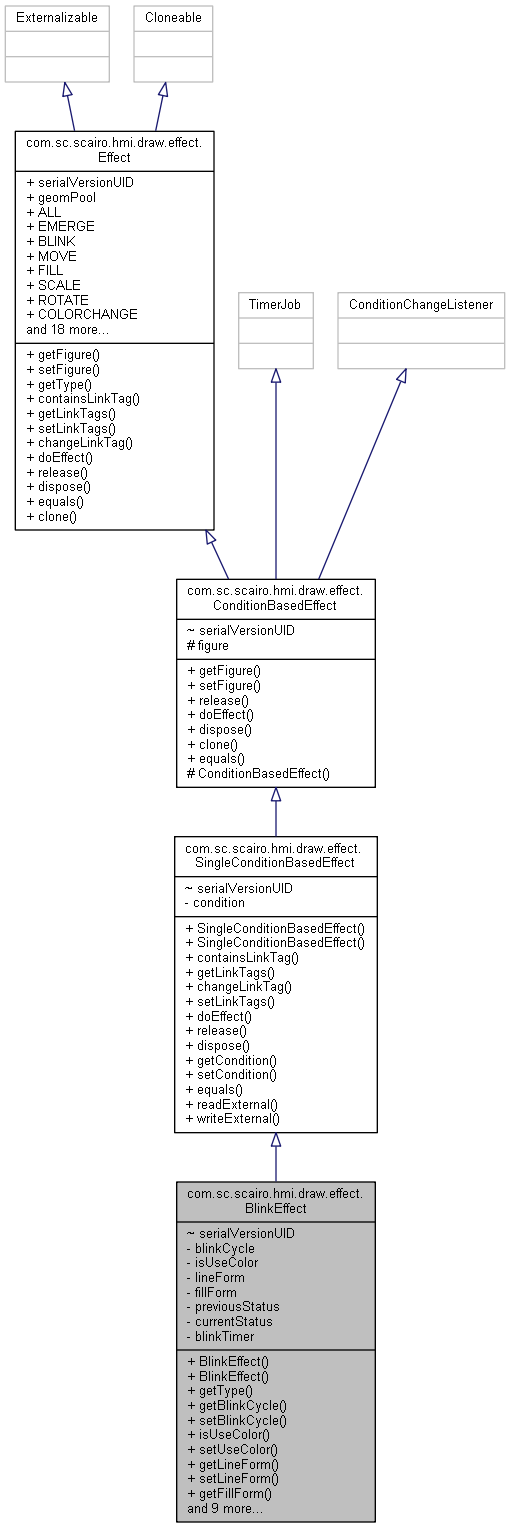 Externalizable
Cloneable
com.sc.scairo.hmi.draw.effect.
Effect
+ serialVersionUID
+ geomPool
+ ALL
+ EMERGE
+ BLINK
+ MOVE
+ FILL
+ SCALE
+ ROTATE
+ COLORCHANGE
and 18 more...
+ getFigure()
+ setFigure()
+ getType()
+ containsLinkTag()
+ getLinkTags()
+ setLinkTags()
+ changeLinkTag()
+ doEffect()
+ release()
+ dispose()
+ equals()
+ clone()
TimerJob
ConditionChangeListener
com.sc.scairo.hmi.draw.effect.
ConditionBasedEffect
~ serialVersionUID
# figure
+ getFigure()
+ setFigure()
+ release()
+ doEffect()
+ dispose()
+ clone()
+ equals()
# ConditionBasedEffect()
com.sc.scairo.hmi.draw.effect.
SingleConditionBasedEffect
~ serialVersionUID
- condition
+ SingleConditionBasedEffect()
+ SingleConditionBasedEffect()
+ containsLinkTag()
+ getLinkTags()
+ changeLinkTag()
+ setLinkTags()
+ doEffect()
+ release()
+ dispose()
+ getCondition()
+ setCondition()
+ equals()
+ readExternal()
+ writeExternal()
com.sc.scairo.hmi.draw.effect.
BlinkEffect
~ serialVersionUID
- blinkCycle
- isUseColor
- lineForm
- fillForm
- previousStatus
- currentStatus
- blinkTimer
+ BlinkEffect()
+ BlinkEffect()
+ getType()
+ getBlinkCycle()
+ setBlinkCycle()
+ isUseColor()
+ setUseColor()
+ getLineForm()
+ setLineForm()
+ getFillForm()
and 9 more...